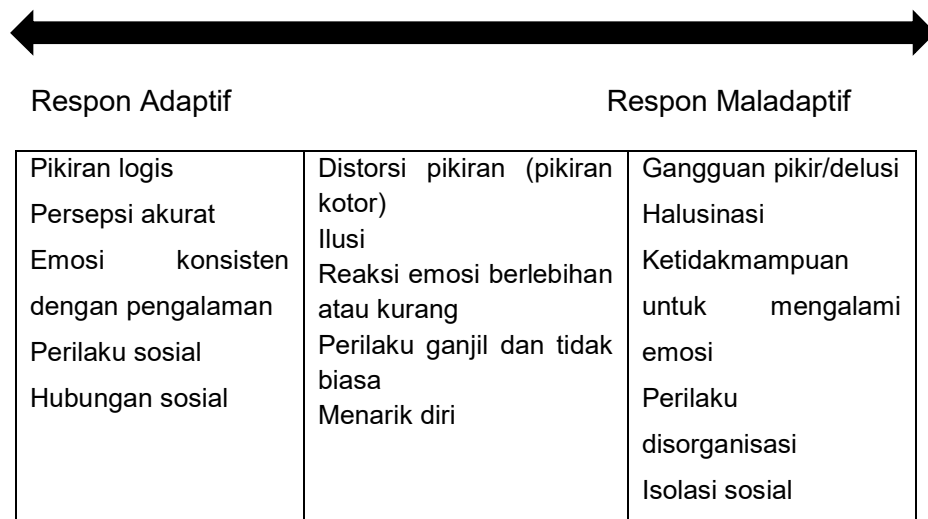 Respon Adaptif
Respon Maladaptif
Pikiran logis
Persepsi akurat
Emosi konsisten
dengan pengalaman
Perilaku sosial
Hubungan sosial
Distorsi pikiran (pikiran
kotor)
Ilusi
Reaksi emosi berlebihan
atau kurang
Perilaku ganjil dan tidak
biasa
Menarik diri
Gangguan pikir/delusi
Halusinasi
Ketidakmampuan
untuk mengalami
emosi
Perilaku
disorganisasi
Isolasi sosial